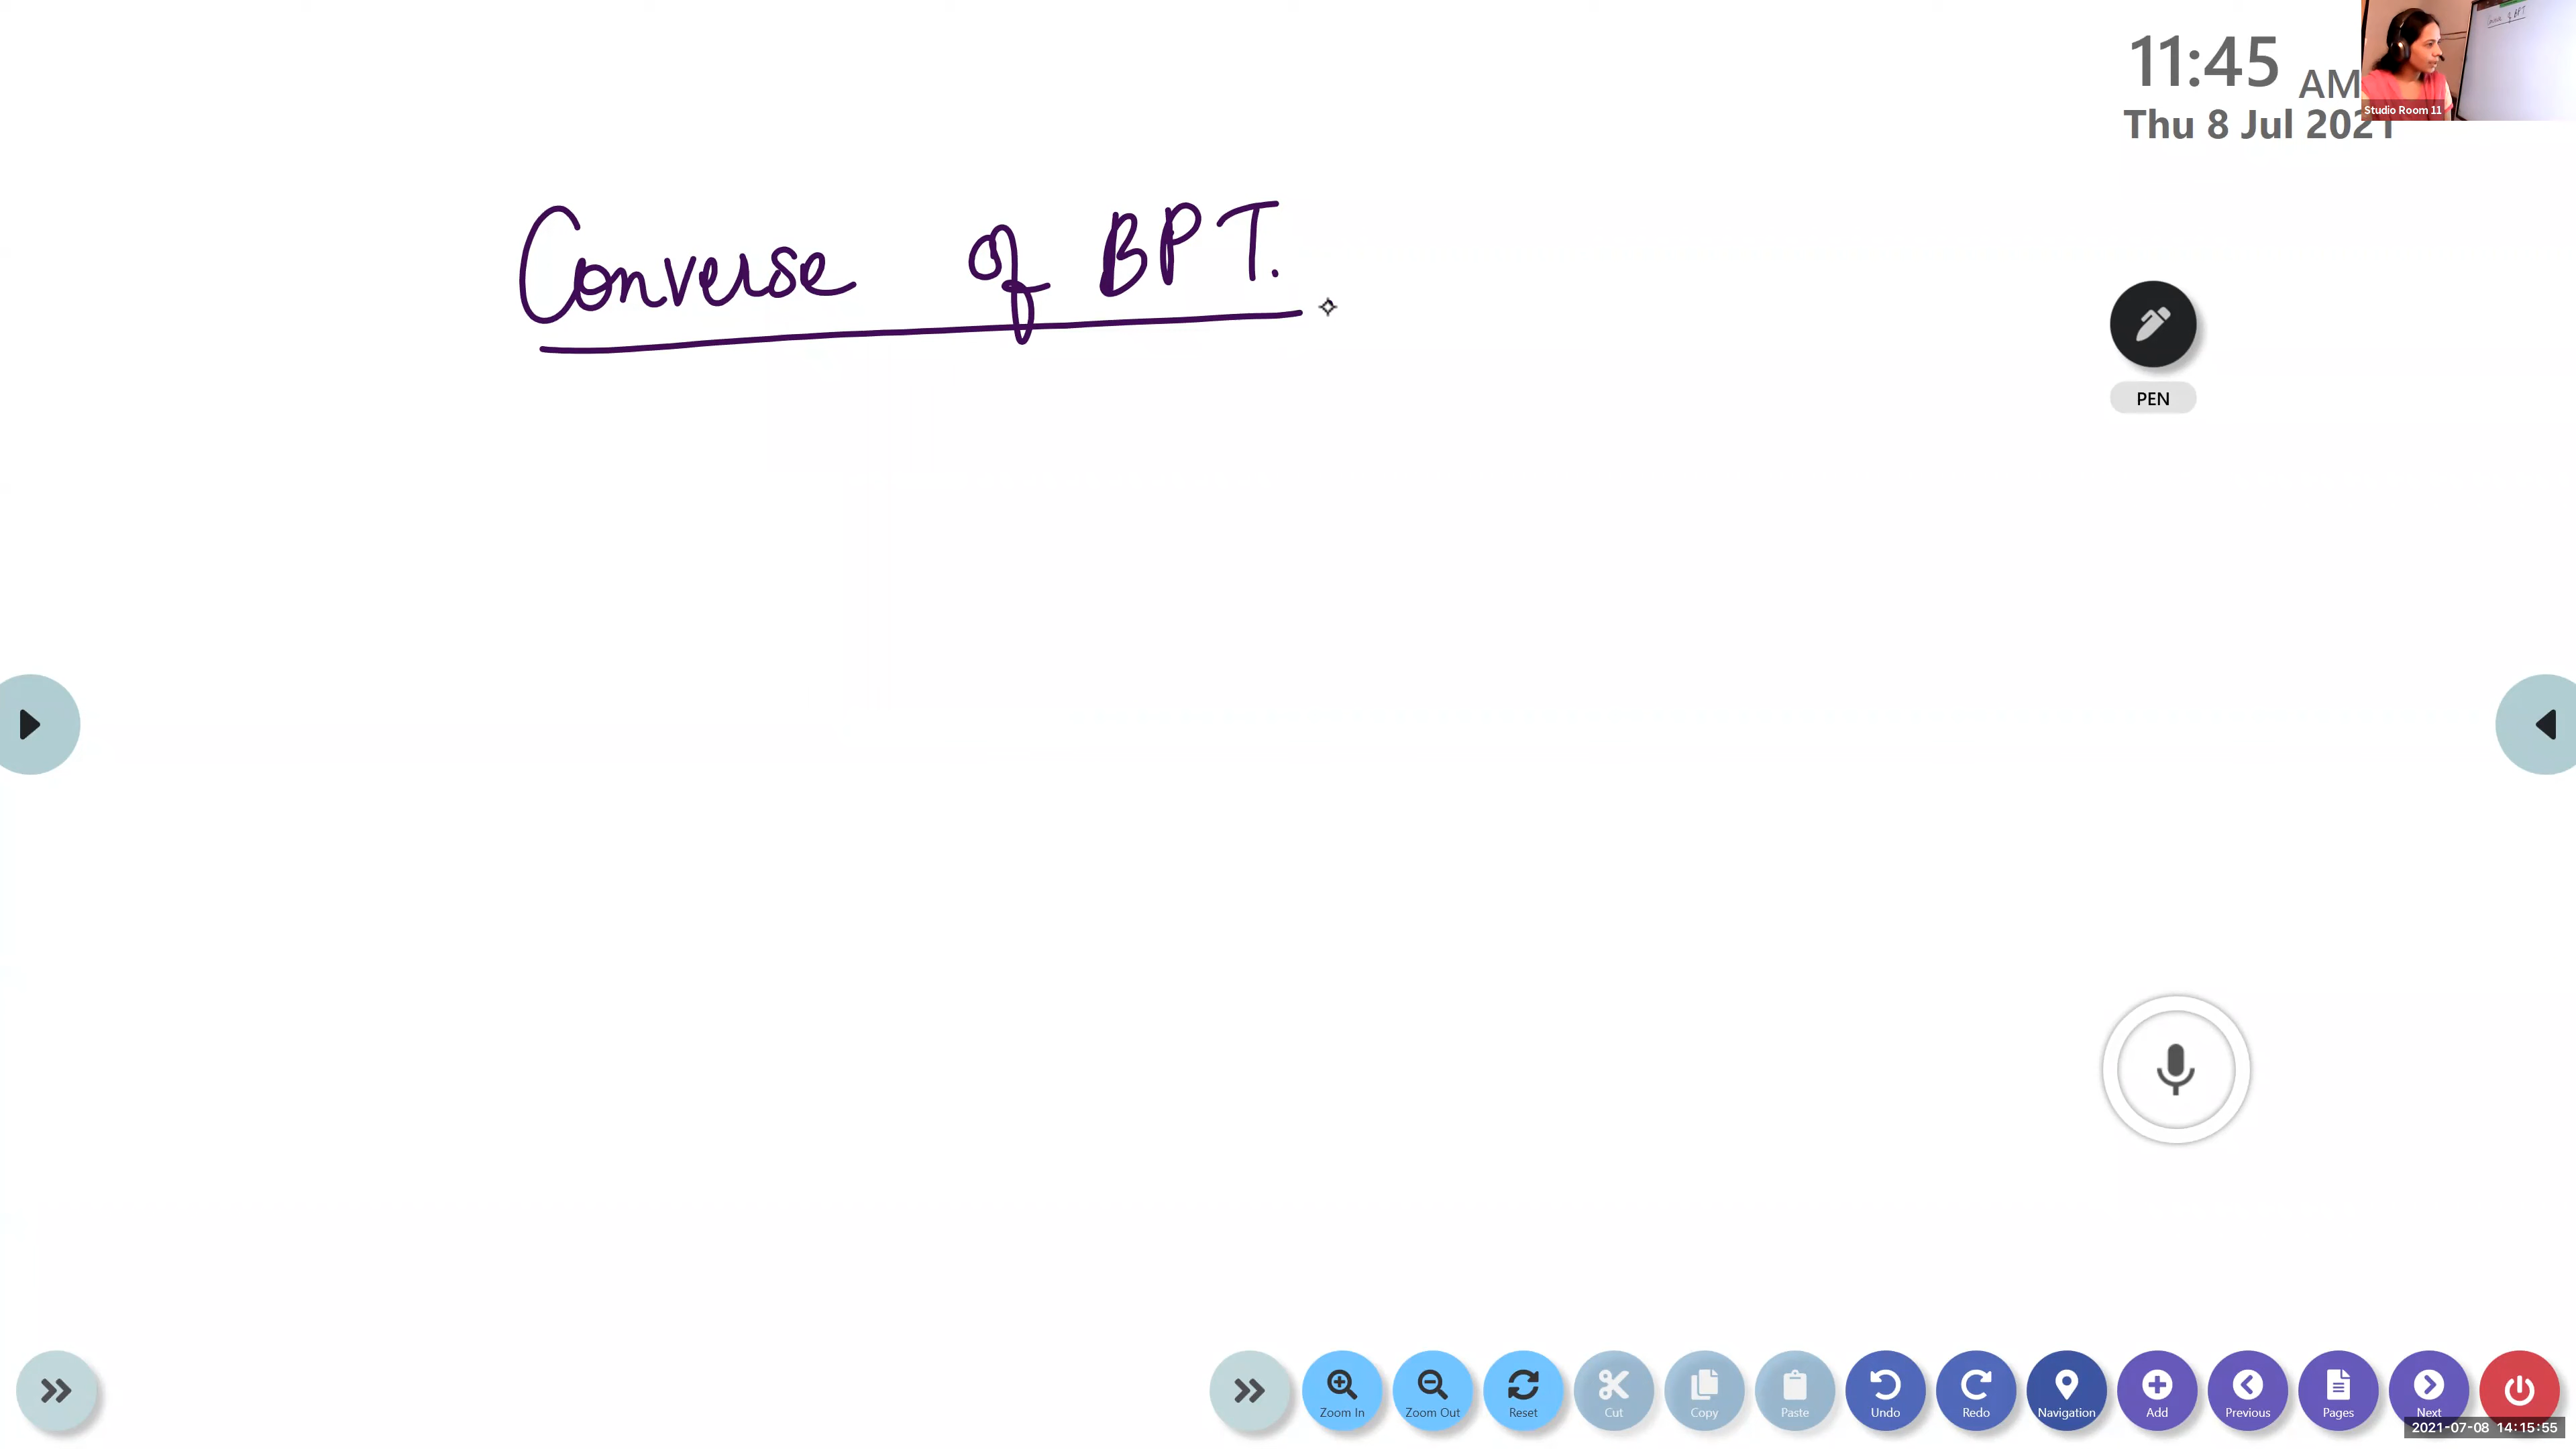 11:45 AM
Thu 8 Jul 2021
Studio Room 11
Converse of BPT.
PEN
Zoom In
Zoom Out
Reset
Cut
Copy
Paste
Undo
Redo
Navigation
Add
Previous
Pages
Next
2021-07-08 14:15:55